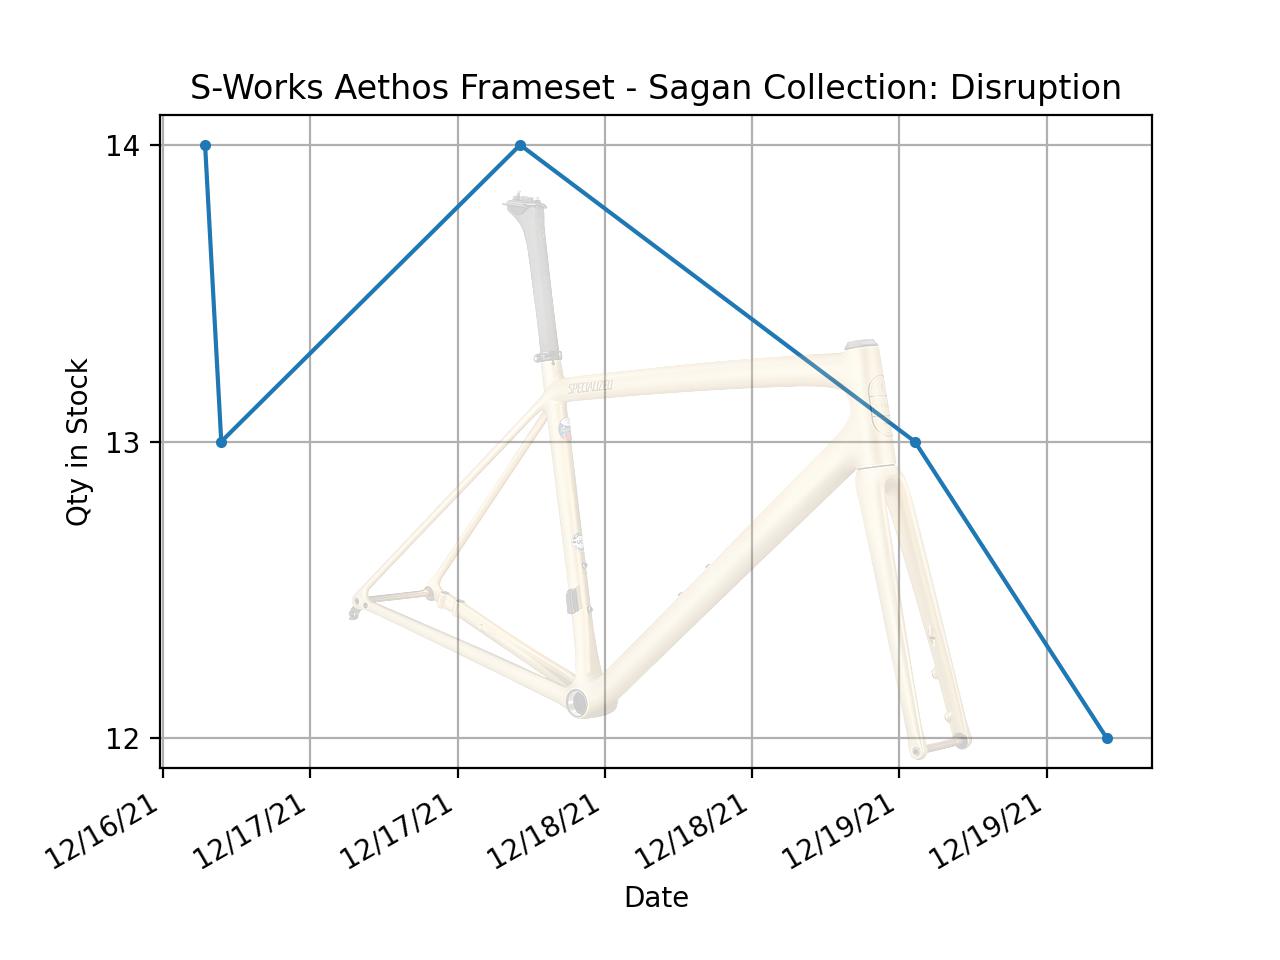 S-Works Aethos Frameset - Sagan Collection: Disruption
14
13
12
Qty in Stock
SPECIALIZED
12/16/21
12/17/21
12/17/21
12/18/21
12/18/21
12/19/21
12/19/21
Date